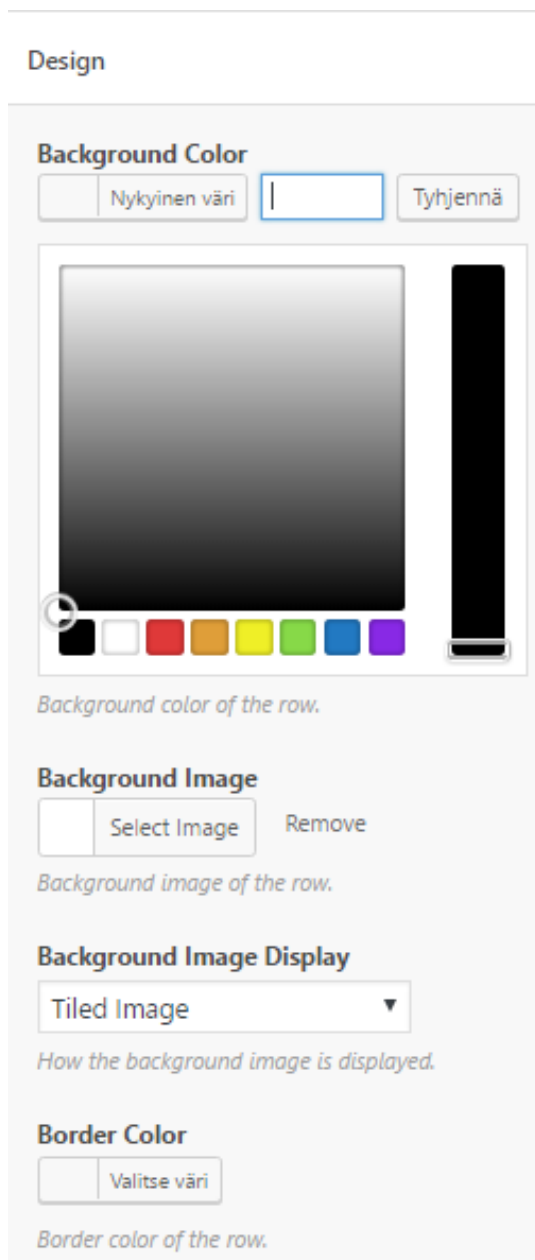 Design
Background Color
Nykyinen väri Tyhjennä
Background color of the row.
Background Image
Select Image Remove
Background image of the row.
Background Image Display
Tiled Image
How the background image is displayed.
Border Color
Valitse väri
Border color of the row.